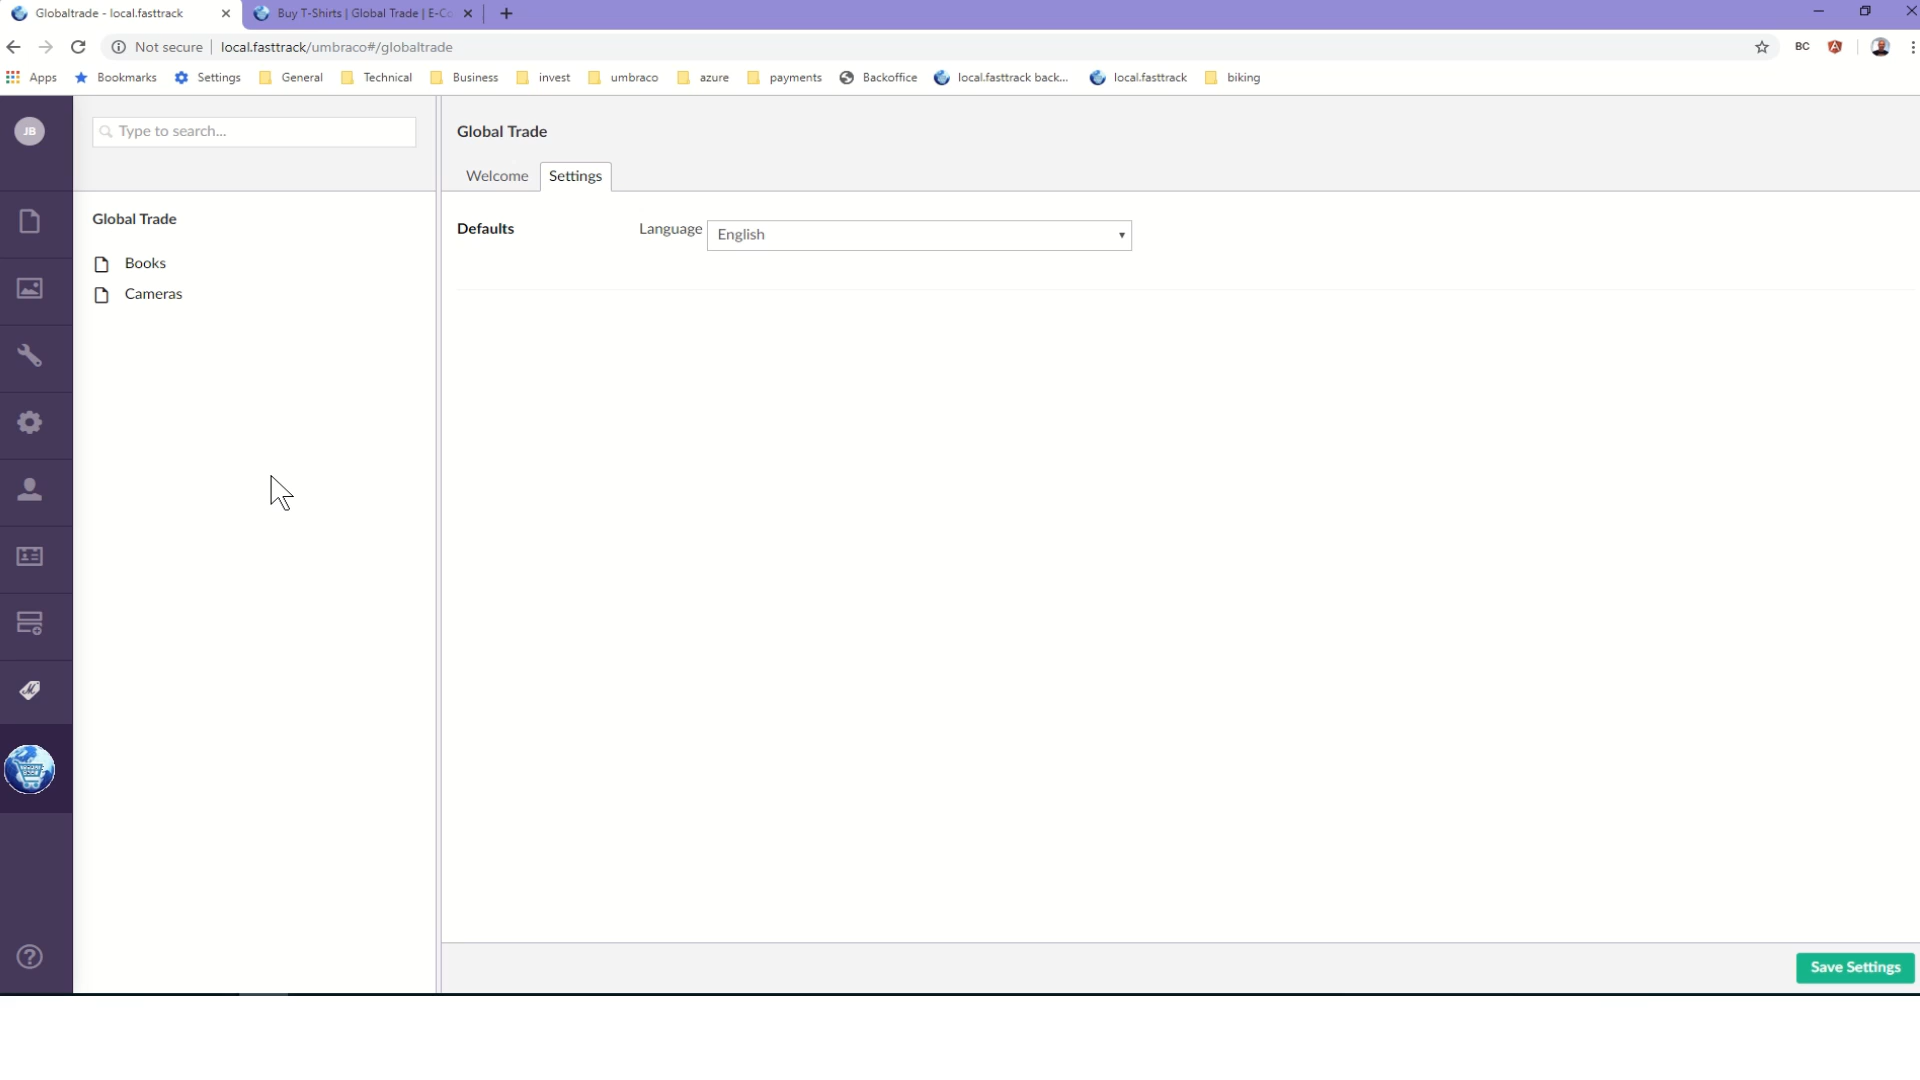 Globaltrade - local.fasttrack
Buy T-Shirts | Global Trade | E-Co
Not secure
local.fasttrack/umbraco#/globaltrade
BC
Apps
Bookmarks
Settings
General
Technical
Business
invest
umbraco
azure
payments
Backoffice
local.fasttrack back...
local.fasttrack
biking
JB
Type to search...
Global Trade
Books
Cameras
Global Trade
Welcome
Settings
Defaults
Language
English
Save Settings